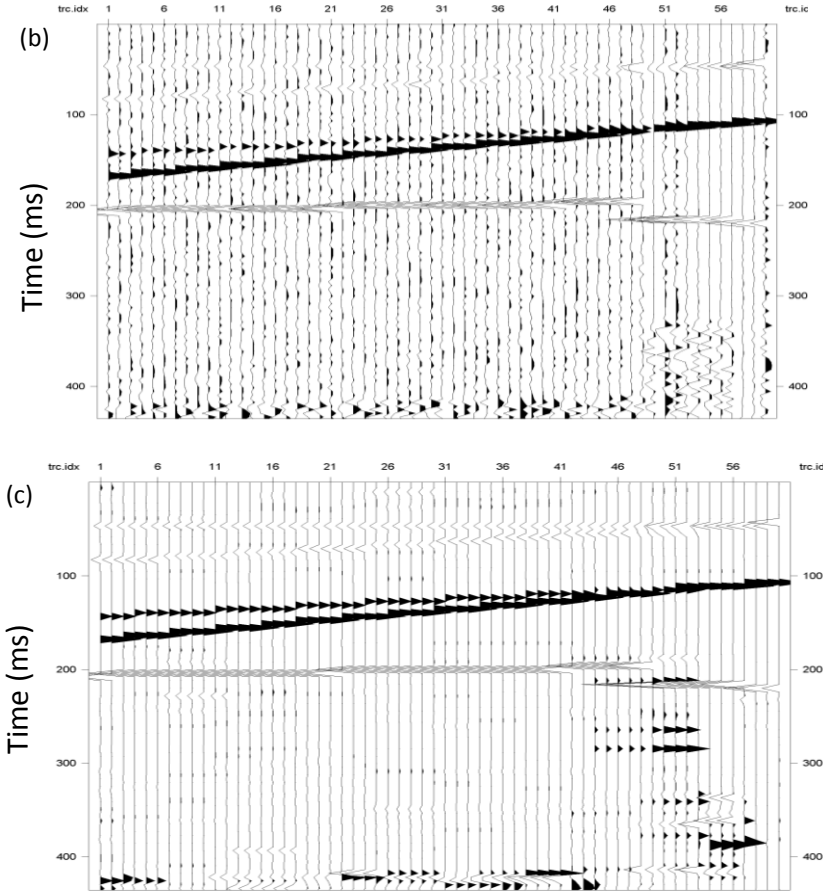 trc.idx 1 6 11 16 21 26 31 36 41 46 51 56 trc.ic
(b)
100 100
200 200
300 300
400 400
Time (ms)
trc.idx 1 6 11 16 21 26 31 36 41 46 51 56 trc.id
(c)
100 100
200 200
300 300
400 400
Time (ms)